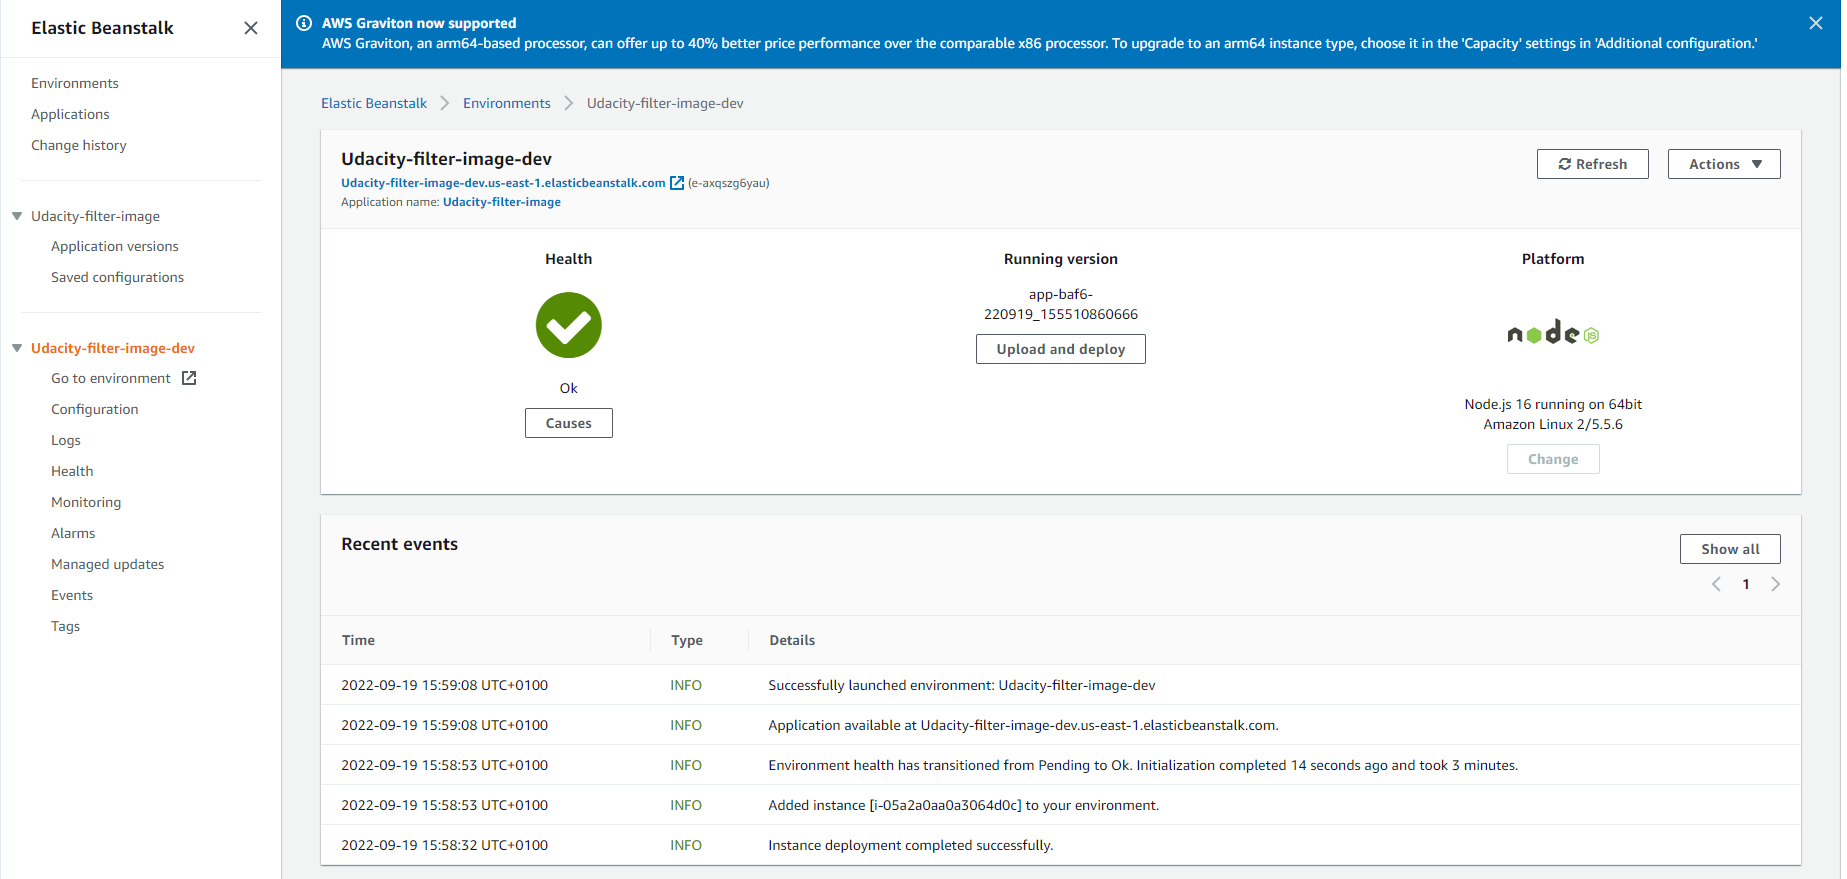 Elastic Beanstalk
Environments
Applications
Change history
Udacity-filter-image
Application versions
Saved configurations
Udacity-filter-image-dev
Go to environment
Configuration
Logs
Health
Monitoring
Alarms
Managed updates
Events
Tags
AWS Graviton now supported
AWS Graviton, an arm64-based processor, can offer up to 40% better price performance over the comparable x86 processor. To upgrade to an arm64 instance type, choose it in the 'Capacity' settings in 'Additional configuration.'
Elastic Beanstalk > Environments > Udacity-filter-image-dev
Udacity-filter-image-dev
Refresh
Actions
Udacity-filter-image-dev.us-east-1.elasticbeanstalk.com (e-axqszg6yau)
Application name: Udacity-filter-image
Health
Ok
Causes
Running version
app-baf6-
220919_155510860666
Upload and deploy
Platform
node JS
Node.js 16 running on 64bit
Amazon Linux 2/5.5.6
Change
Recent events
Show all
1
Time Type Details
2022-09-19 15:59:08 UTC+0100 INFO Successfully launched environment: Udacity-filter-image-dev
2022-09-19 15:59:08 UTC+0100 INFO Application available at Udacity-filter-image-dev.us-east-1.elasticbeanstalk.com.
2022-09-19 15:58:53 UTC+0100 INFO Environment health has transitioned from Pending to Ok. Initialization completed 14 seconds ago and took 3 minutes.
2022-09-19 15:58:53 UTC+0100 INFO Added instance [i-05a2a0aa0a3064d0c] to your environment.
2022-09-19 15:58:32 UTC+0100 INFO Instance deployment completed successfully.